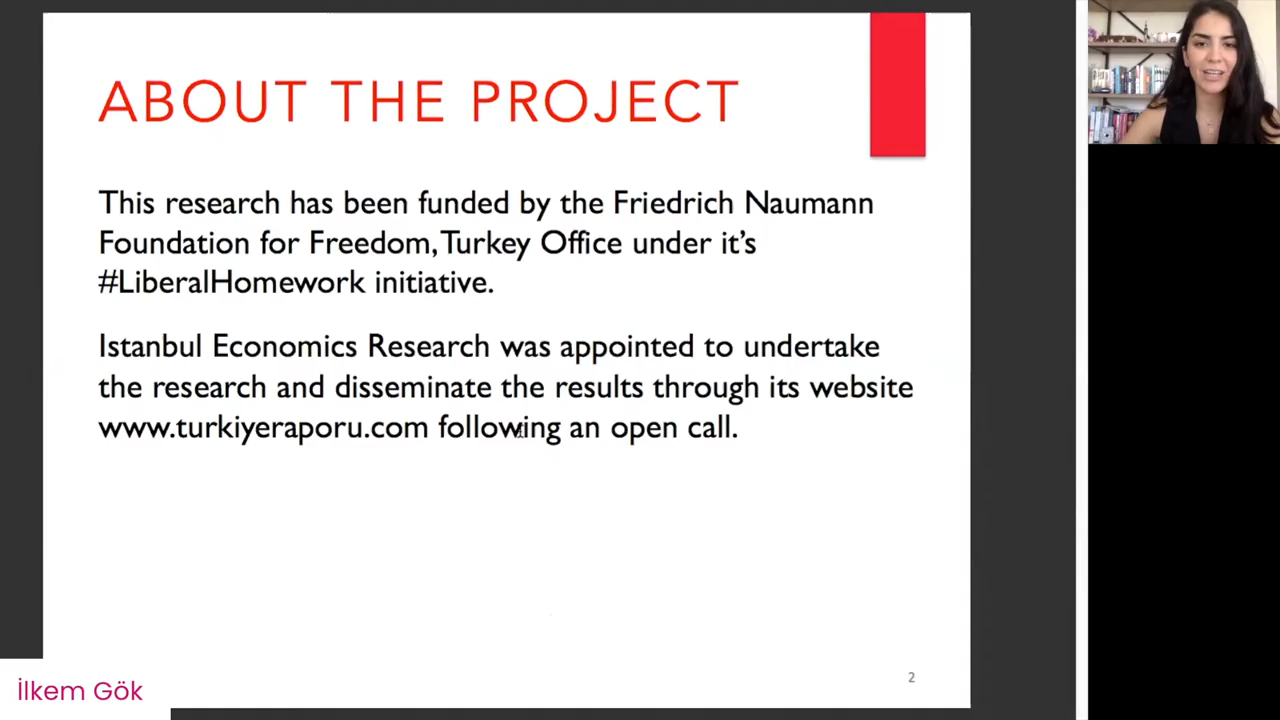 ABOUT THE PROJECT
This research has been funded by the Friedrich Naumann
Foundation for Freedom, Turkey Office under it’s
#LiberalHomework initiative.
Istanbul Economics Research was appointed to undertake
the research and disseminate the results through its website
www.turkiyeraporu.com following an open call.
2
İlkem Gök